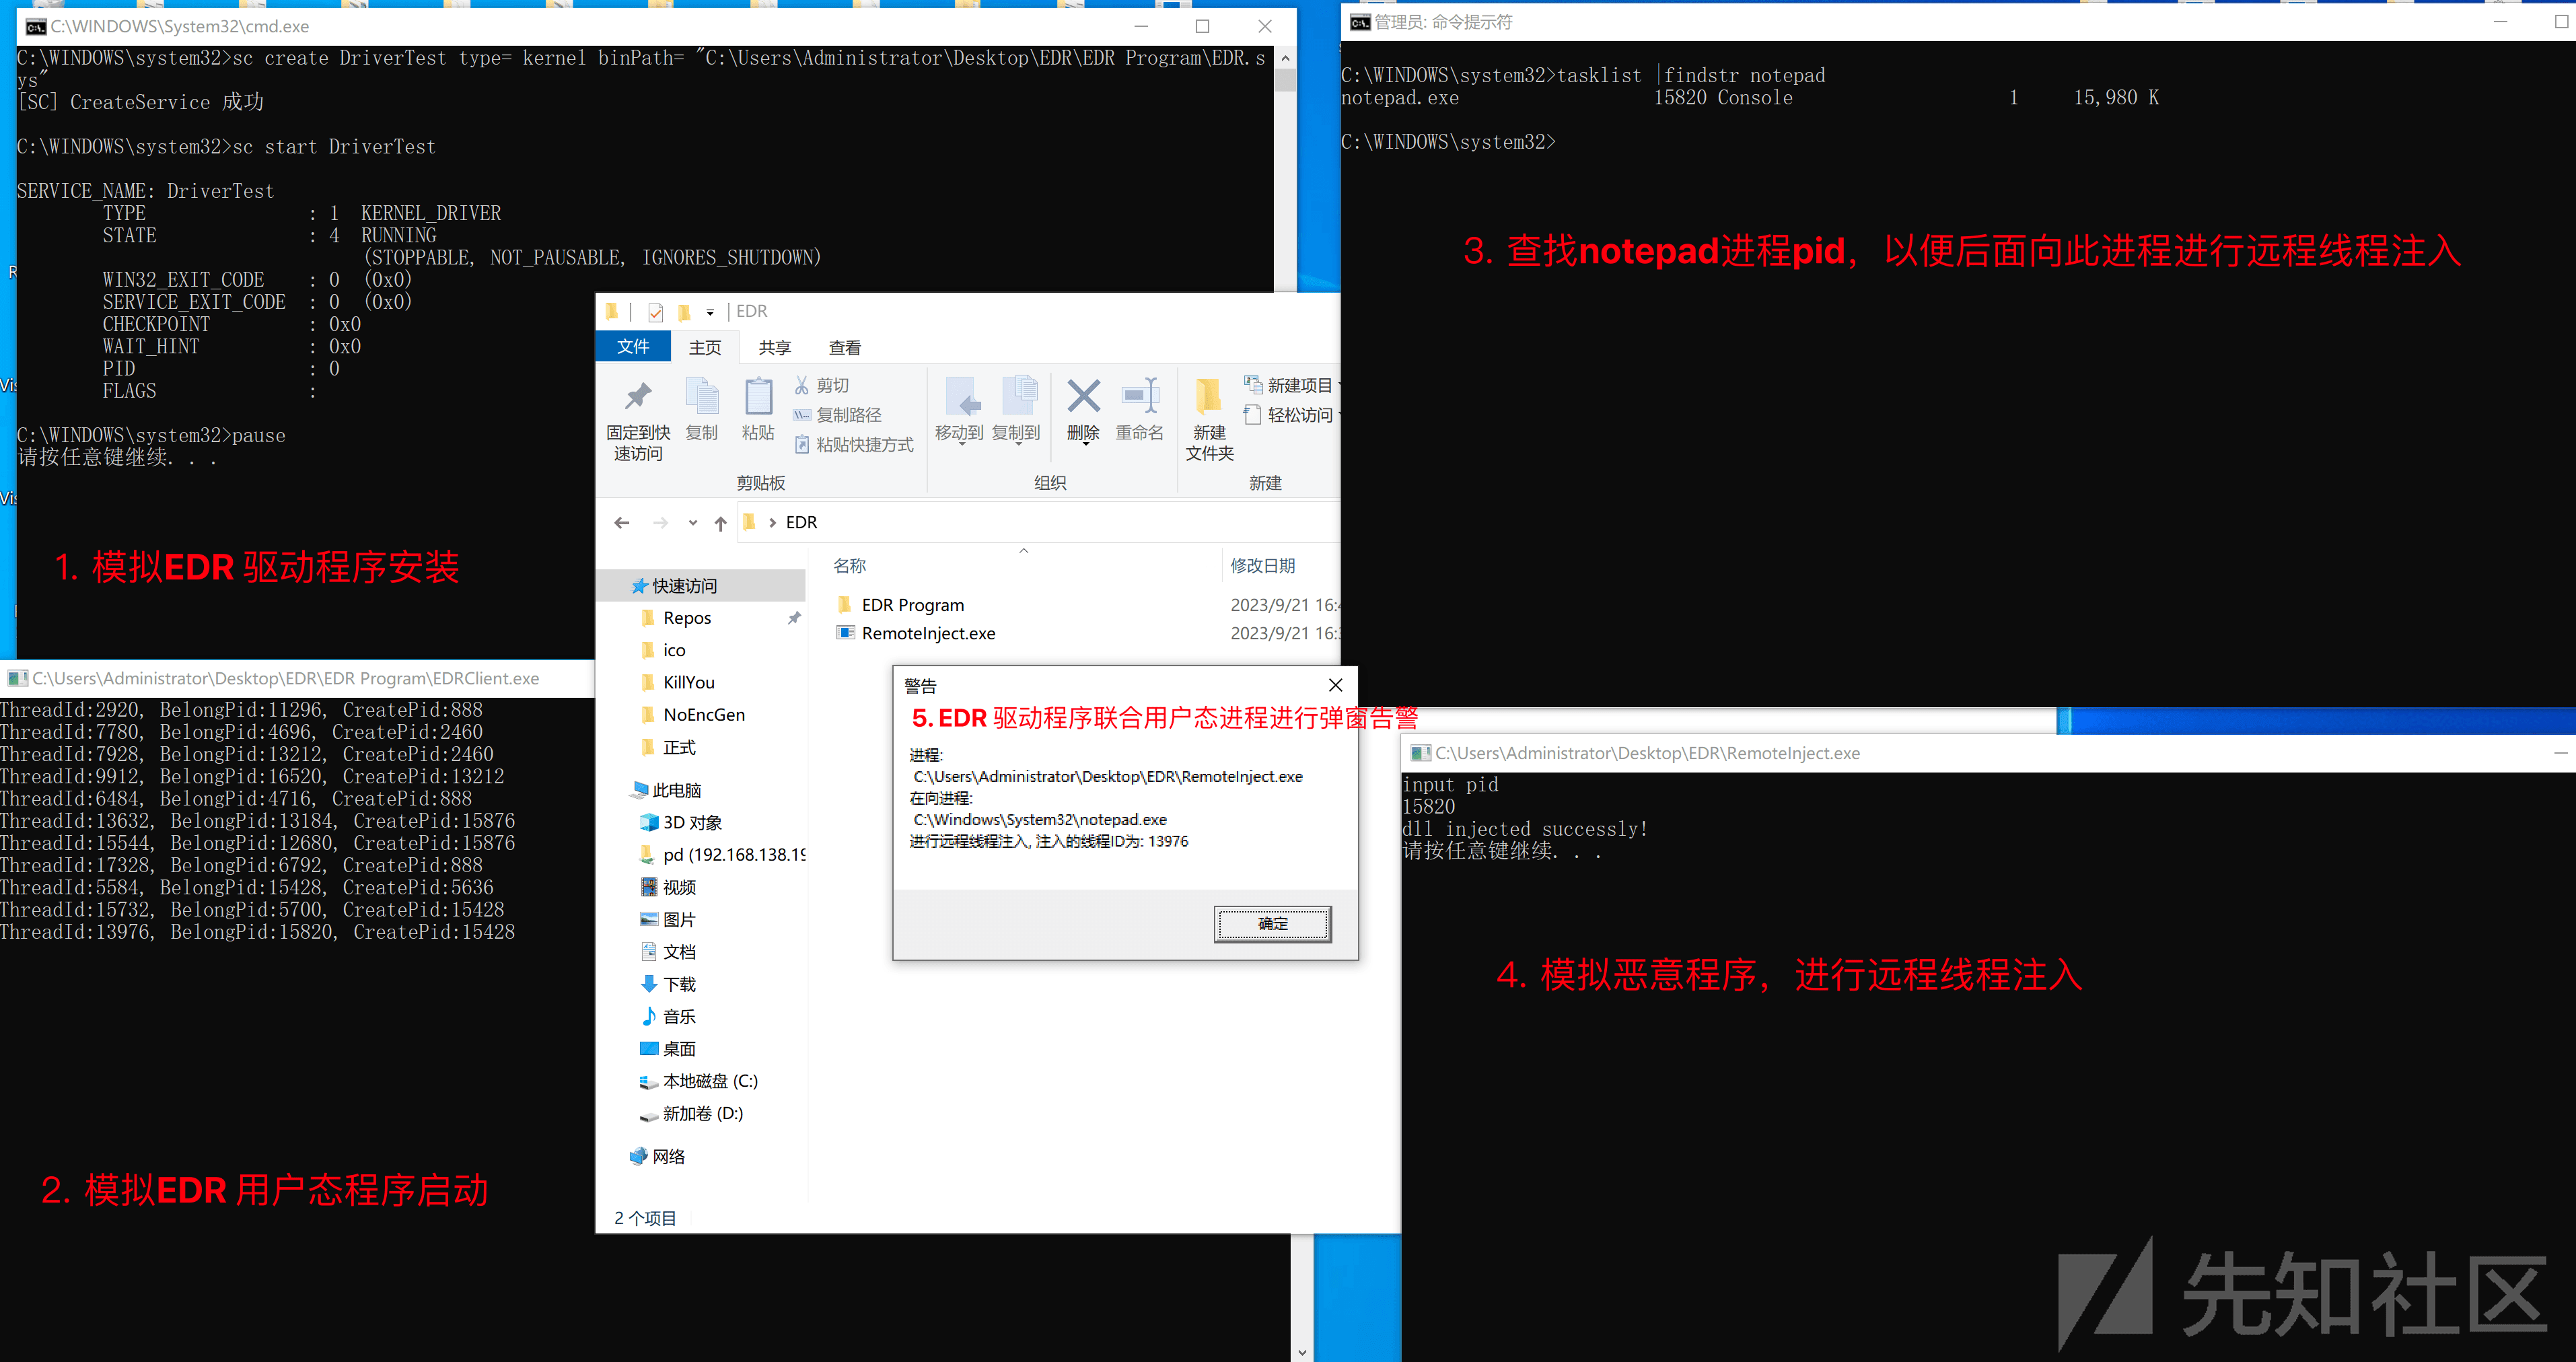 C:\WINDOWS\System32\cmd.exe
C:\WINDOWS\system32>sc create DriverTest type= kernel binPath= "C:\Users\Administrator\Desktop\EDR\EDR Program\EDR.s
ys"
[SC] CreateService 成功
C:\WINDOWS\system32>sc start DriverTest
SERVICE_NAME: DriverTest
TYPE : 1 KERNEL_DRIVER
STATE : 4 RUNNING
(STOPPABLE, NOT_PAUSABLE, IGNORES_SHUTDOWN)
WIN32_EXIT_CODE : 0 (0x0)
SERVICE_EXIT_CODE : 0 (0x0)
CHECKPOINT : 0x0
WAIT_HINT : 0x0
PID : 0
FLAGS :
C:\WINDOWS\system32>pause
请按任意键继续. . .
1. 模拟EDR 驱动程序安装
C:\Users\Administrator\Desktop\EDR\EDR Program\EDRClient.exe
ThreadId:2920, BelongPid:11296, CreatePid:888
ThreadId:7780, BelongPid:4696, CreatePid:2460
ThreadId:7928, BelongPid:13212, CreatePid:2460
ThreadId:9912, BelongPid:16520, CreatePid:13212
ThreadId:6484, BelongPid:4716, CreatePid:888
ThreadId:13632, BelongPid:13184, CreatePid:15876
ThreadId:15544, BelongPid:12680, CreatePid:15876
ThreadId:17328, BelongPid:6792, CreatePid:888
ThreadId:5584, BelongPid:15428, CreatePid:5636
ThreadId:15732, BelongPid:5700, CreatePid:15428
ThreadId:13976, BelongPid:15820, CreatePid:15428
2. 模拟EDR 用户态程序启动
EDR
文件 主页 共享 查看
固定到快
速访问
复制
粘贴
剪切
复制路径
粘贴快捷方式
剪贴板
移动到 复制到 删除 重命名
组织
新建
文件夹
新建项目
轻松访问
新建
EDR
名称 修改日期
快速访问
Repos
ico
KillYou
NoEncGen
正式
此电脑
3D 对象
pd (192.168.138.19
视频
图片
文档
下载
音乐
桌面
本地磁盘 (C:)
新加卷 (D:)
网络
EDR Program 2023/9/21 16:
RemoteInject.exe 2023/9/21 16:
2 个项目
警告
5. EDR 驱动程序联合用户态进程进行弹窗告警
进程:
C:\Users\Administrator\Desktop\EDR\RemoteInject.exe
在向进程:
C:\Windows\System32\notepad.exe
进行远程线程注入, 注入的线程ID为: 13976
确定
管理员: 命令提示符
C:\WINDOWS\system32>tasklist |findstr notepad
notepad.exe 15820 Console 1 15,980 K
C:\WINDOWS\system32>
3. 查找notepad进程pid，以便后面向此进程进行远程线程注入
C:\Users\Administrator\Desktop\EDR\RemoteInject.exe
input pid
15820
dll injected successly!
请按任意键继续. . .
4. 模拟恶意程序，进行远程线程注入
先知社区